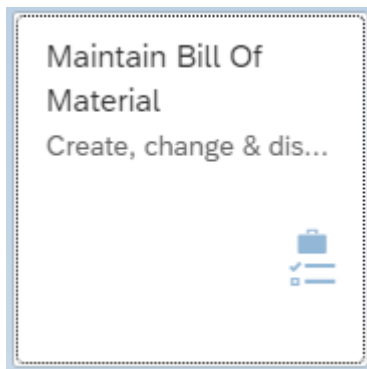 Maintain Bill Of
Material
Create, change & dis...